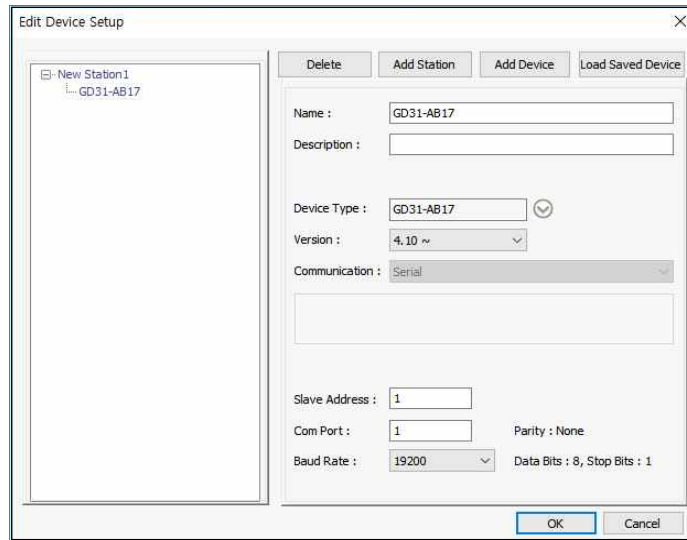 Edit Device Setup
New Station1
GD31-AB17
Delete
Add Station
Add Device
Load Saved Device
Name :
GD31-AB17
Description :
Device Type :
GD31-AB17
Version :
4.10 ~
Communication :
Serial
Slave Address :
1
Com Port :
1
Parity : None
Baud Rate :
19200
Data Bits : 8, Stop Bits : 1
OK
Cancel